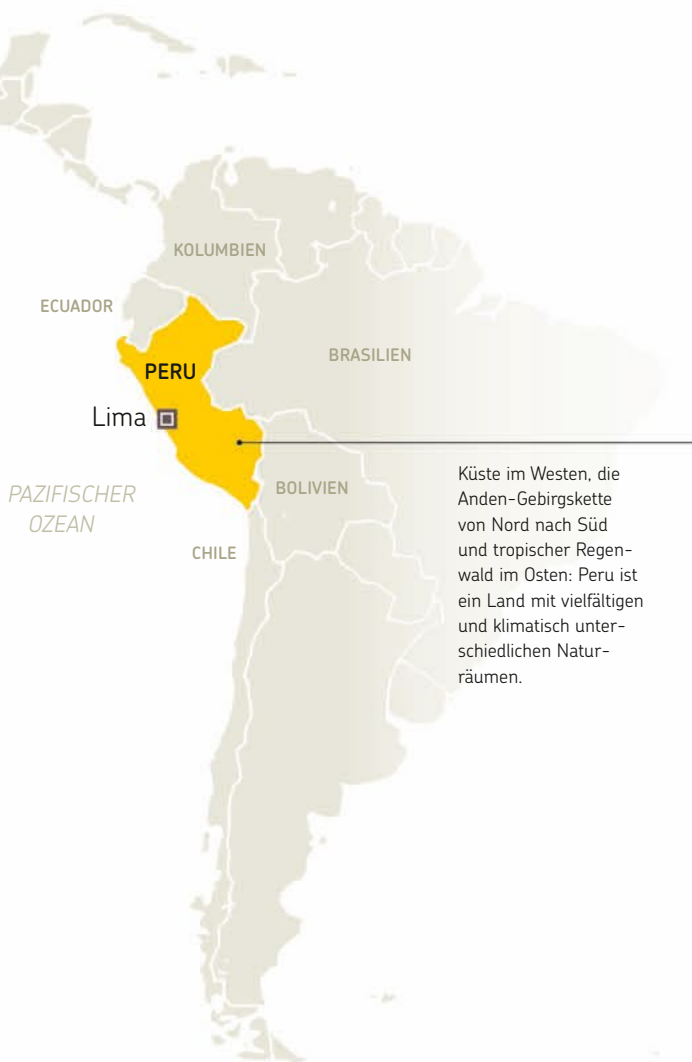 KOLUMBIEN
ECUADOR
BRASILIEN
PERU
Lima
PAZIFISCHER
OZEAN
BOLIVIEN
CHILE
Küste im Westen, die
Anden-Gebirgskette
von Nord nach Süd
und tropischer Regen-
wald im Osten: Peru ist
ein Land mit vielfältigen
und klimatisch unter-
schiedlichen Natur-
räumen.